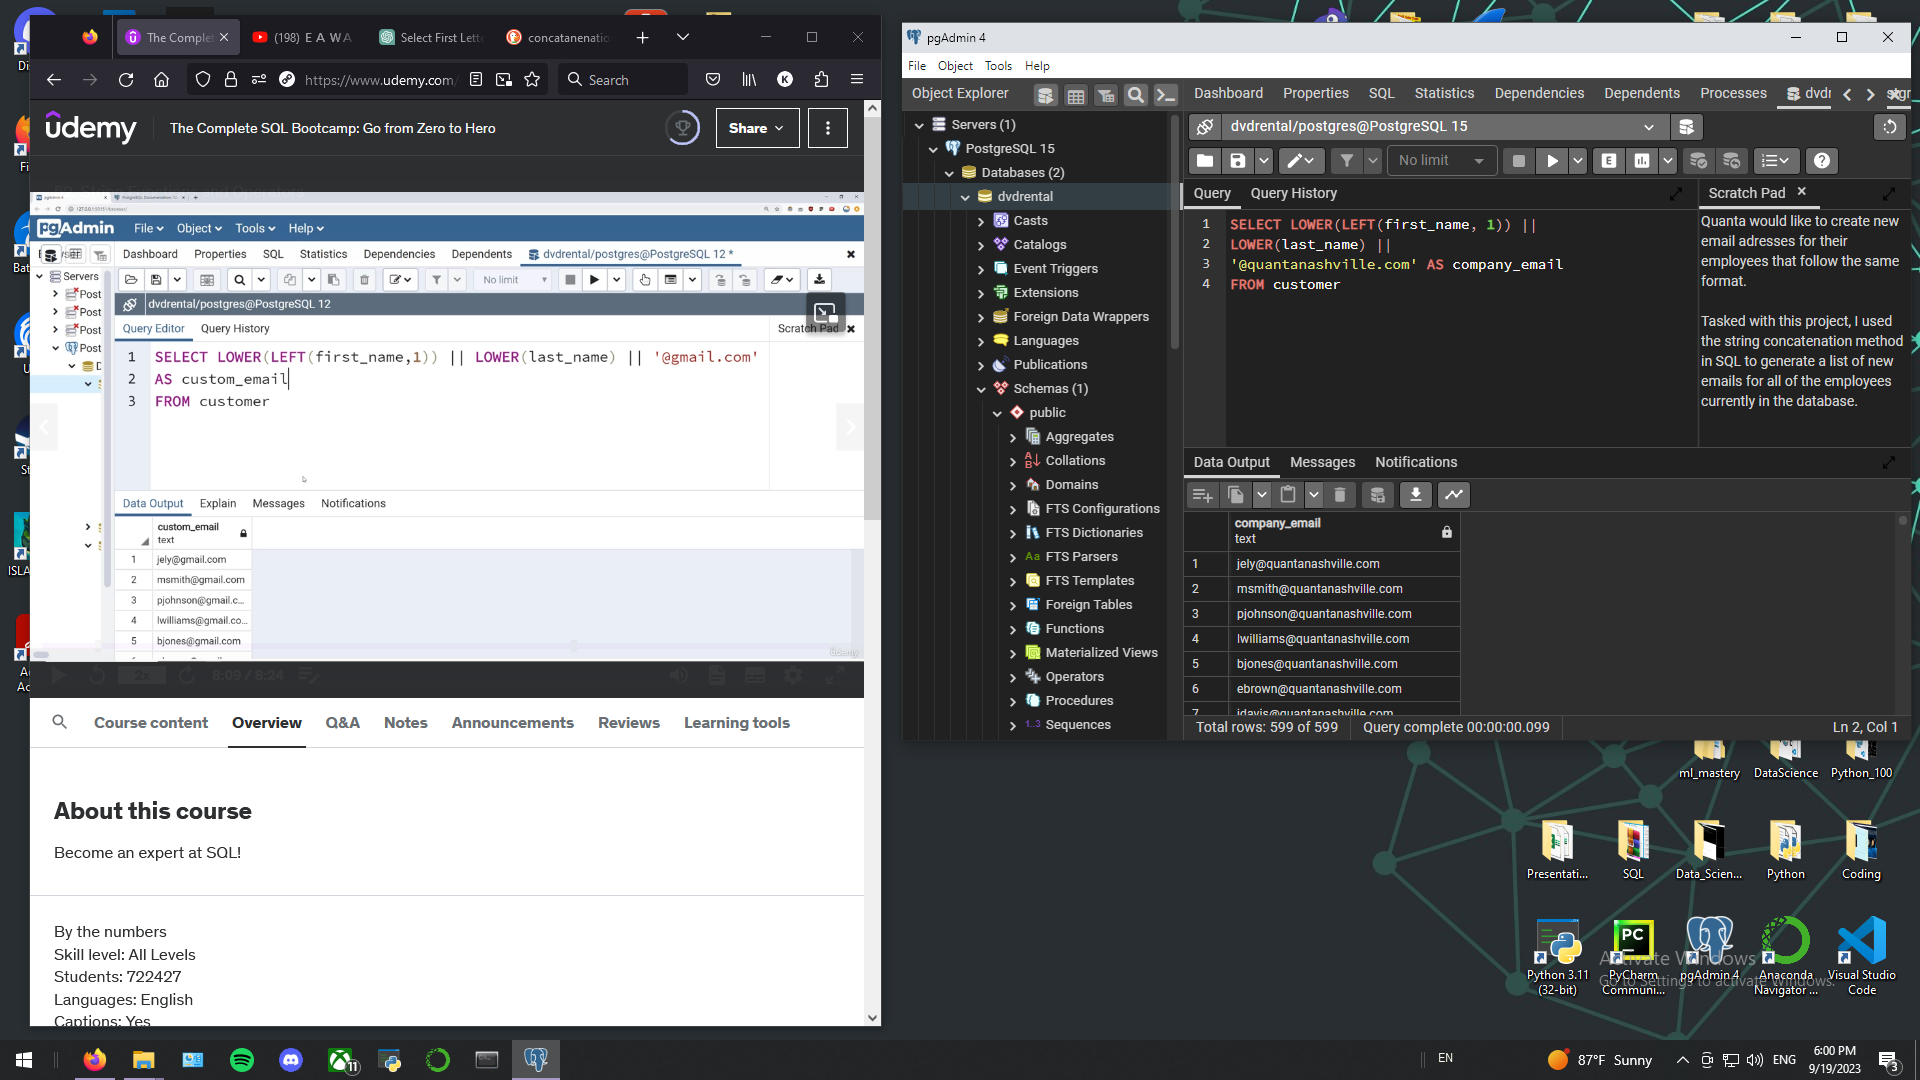 The Complet
(198) E A W A
Select First Lette
concatanenatio
https://www.udemy.com/
Search
K
udemy
The Complete SQL Bootcamp: Go from Zero to Hero
Share
pgAdmin
File
Object
Tools
Help
Dashboard
Properties
SQL
Statistics
Dependencies
Dependents
dvdrental/postgres@PostgreSQL 12 *
Servers
Post
Post
Post
Post
No limit
dvdrental/postgres@PostgreSQL 12
Query Editor
Query History
Scratch Pad
1 SELECT LOWER(LEFT(first_name,1)) || LOWER(last_name) || '@gmail.com'
2 AS custom_email
3 FROM customer
Data Output
Explain
Messages
Notifications
custom_email
text
1 jely@gmail.com
2 msmith@gmail.com
3 pjohnson@gmail.c...
4 lwilliams@gmail.co...
5 bjones@gmail.com
udemy
2x
8:09 / 8:24
Course content
Overview
Q&A
Notes
Announcements
Reviews
Learning tools
About this course
Become an expert at SQL!
By the numbers
Skill level: All Levels
Students: 722427
Languages: English
Captions: Yes
pgAdmin 4
File
Object
Tools
Help
Object Explorer
Dashboard
Properties
SQL
Statistics
Dependencies
Dependents
Processes
dvdr
Servers (1)
PostgreSQL 15
Databases (2)
dvdrental
Casts
Catalogs
Event Triggers
Extensions
Foreign Data Wrappers
Languages
Publications
Schemas (1)
public
Aggregates
Collations
Domains
FTS Configurations
FTS Dictionaries
FTS Parsers
FTS Templates
Foreign Tables
Functions
Materialized Views
Operators
Procedures
Sequences
dvdrental/postgres@PostgreSQL 15
No limit
E
Query
Query History
Scratch Pad
1 SELECT LOWER(LEFT(first_name, 1)) ||
2 LOWER(last_name) ||
3 '@quantanashville.com' AS company_email
4 FROM customer
Quanta would like to create new
email adresses for their
employees that follow the same
format.
Tasked with this project, I used
the string concatenation method
in SQL to generate a list of new
emails for all of the employees
currently in the database.
Data Output
Messages
Notifications
company_email
text
1 jely@quantanashville.com
2 msmith@quantanashville.com
3 pjohnson@quantanashville.com
4 lwilliams@quantanashville.com
5 bjones@quantanashville.com
6 ebrown@quantanashville.com
7 jdavis@quantanashville.com
Total rows: 599 of 599
Query complete 00:00:00.099
Ln 2, Col 1
ml_mastery
DataScience
Python_100
Presentati...
SQL
Data_Scien...
Python
Coding
Python 3.11
(32-bit)
PyCharm
Communi...
pgAdmin 4
Anaconda
Navigator ...
Visual Studio
Code
Activate Windows
Go to Settings to activate Windows.
11
EN
87°F Sunny
ENG
6:00 PM
9/19/2023
3